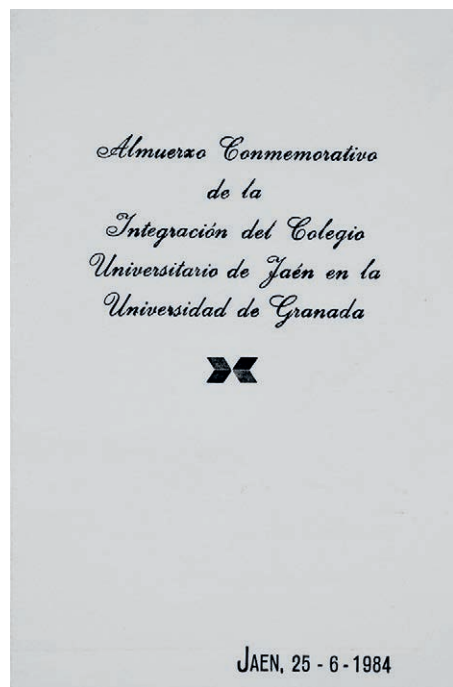 Almuerzo Conmemorativo
de la
Integración del Colegio
Universitario de Jaén en la
Universidad de Granada
JAEN, 25 - 6 - 1984